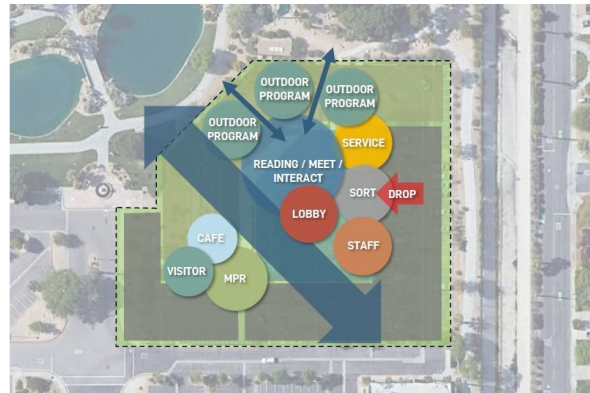 OUTDOOR
PROGRAM
OUTDOOR
PROGRAM
OUTDOOR
PROGRAM
SERVICE
READING / MEET /
INTERACT
SORT
DROP
LOBBY
CAFE
STAFF
VISITOR
MPR